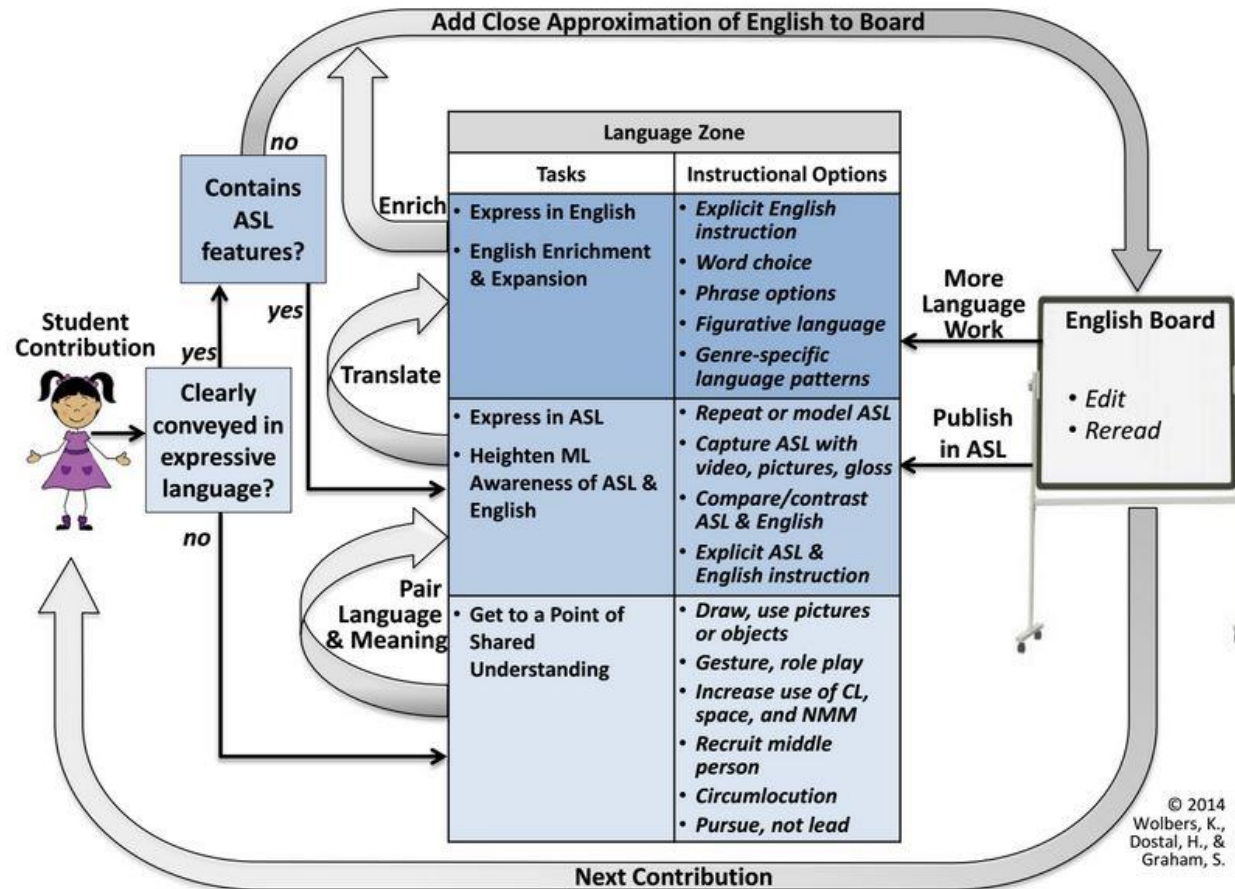 Add Close Approximation of English to Board
no
Contains
ASL
features?
yes
Student
Contribution
yes
Clearly
conveyed in
expressive
language?
no
Enrich
Translate
Pair
Language
& Meaning
Language Zone
Tasks
Instructional Options
• Express in English
• English Enrichment
& Expansion
• Explicit English
instruction
• Word choice
• Phrase options
• Figurative language
• Genre-specific
language patterns
• Express in ASL
• Heighten ML
Awareness of ASL &
English
• Repeat or model ASL
• Capture ASL with
video, pictures, gloss
• Compare/contrast
ASL & English
• Explicit ASL &
English instruction
• Get to a Point of
Shared
Understanding
• Draw, use pictures
or objects
• Gesture, role play
• Increase use of CL,
space, and NMM
• Recruit middle
person
• Circumlocution
• Pursue, not lead
More
Language
Work
Publish
in ASL
English Board
• Edit
• Reread
© 2014
Wolbers, K.,
Dostal, H., &
Graham, S.
Next Contribution